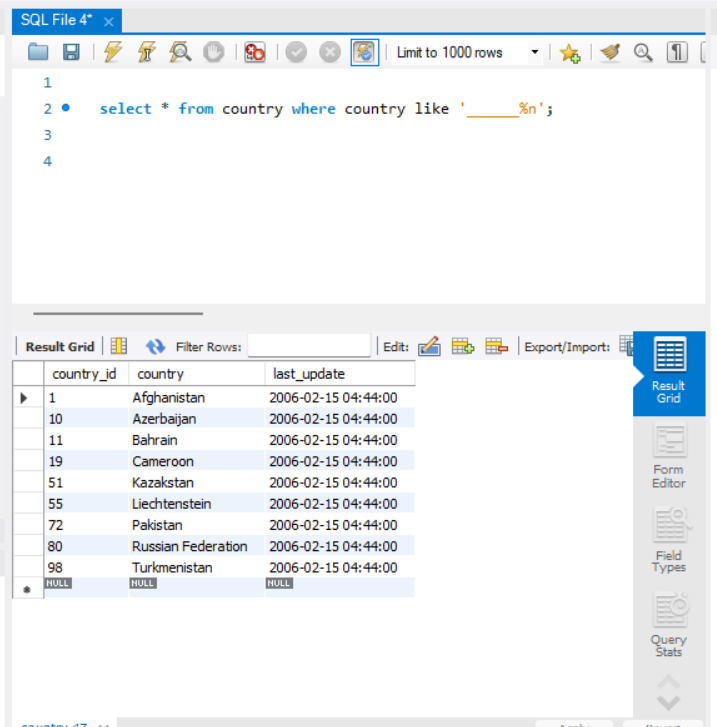 SQL File 4*
Limit to 1000 rows
1
2 select * from country where country like '______%n';
3
4
Result Grid Filter Rows: Edit: Export/Import:
country_id country last_update
1 Afghanistan 2006-02-15 04:44:00
10 Azerbaijan 2006-02-15 04:44:00
11 Bahrain 2006-02-15 04:44:00
19 Cameroon 2006-02-15 04:44:00
51 Kazakstan 2006-02-15 04:44:00
55 Liechtenstein 2006-02-15 04:44:00
72 Pakistan 2006-02-15 04:44:00
80 Russian Federation 2006-02-15 04:44:00
98 Turkmenistan 2006-02-15 04:44:00
NULL NULL NULL
Result
Grid
Form
Editor
Field
Types
Query
Stats